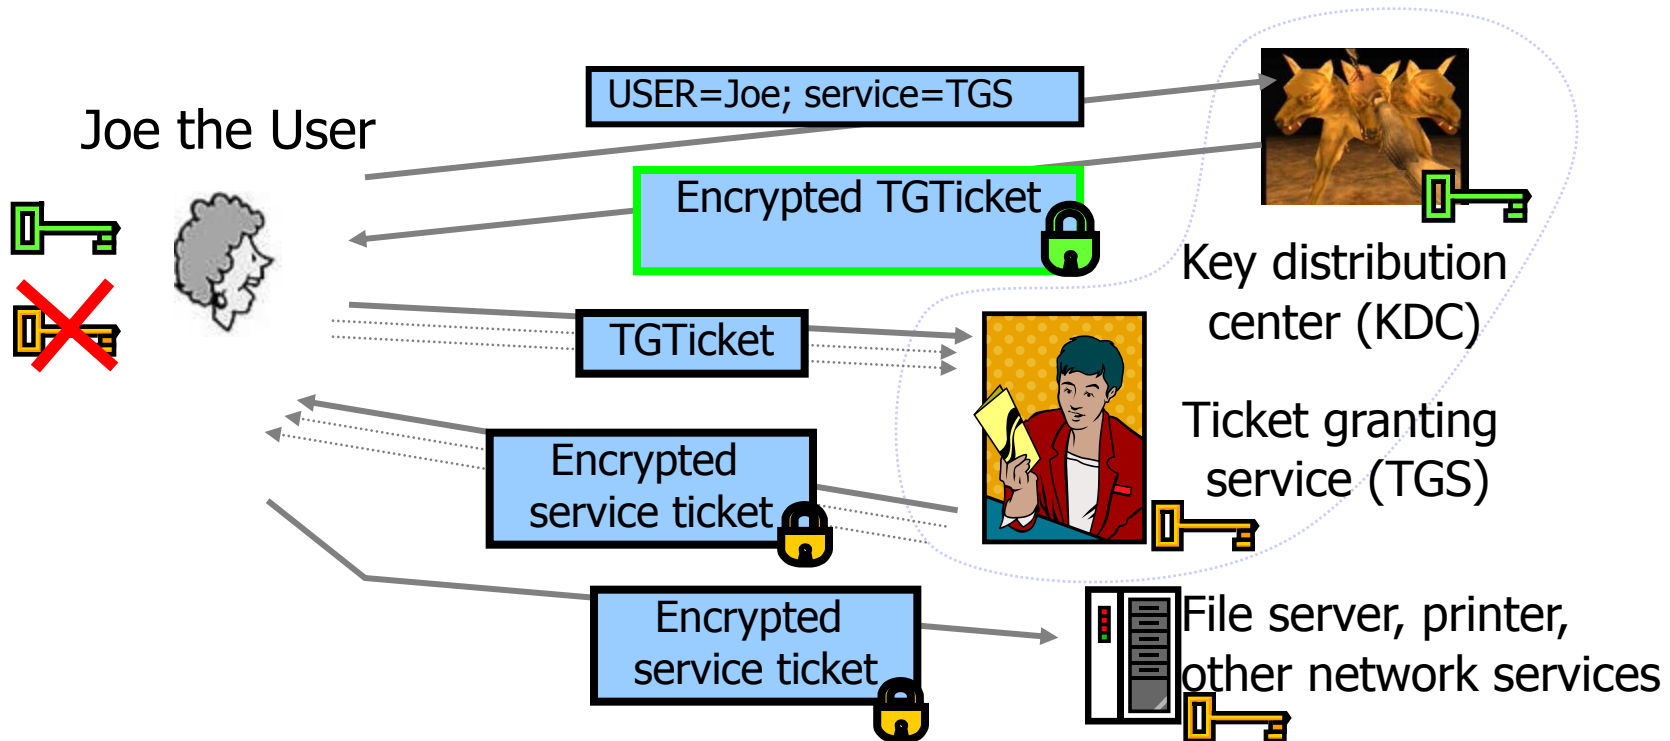 USER=Joe; service=TGS
Joe the User
Encrypted TGTicket
Key distribution
center (KDC)
TGTicket
Ticket granting
service (TGS)
Encrypted
service ticket
File server, printer,
other network services
Encrypted
service ticket